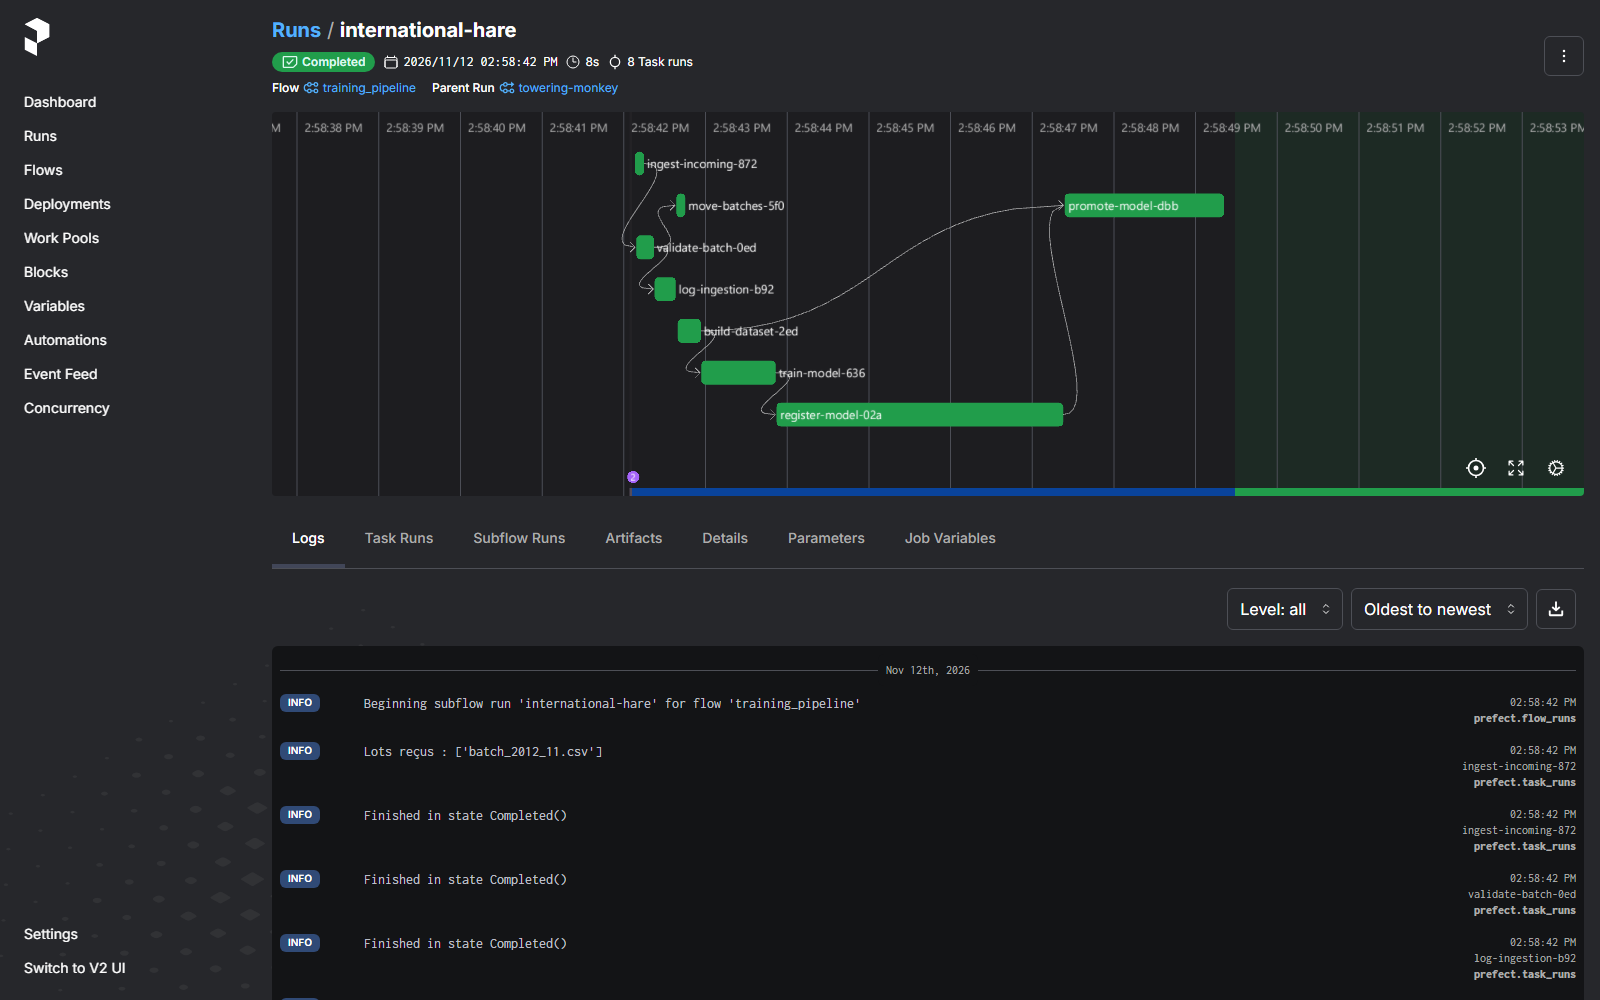 Runs / international-hare
Completed 2026/11/12 02:58:42 PM 8s 8 Task runs
Flow training_pipeline Parent Run towering-monkey
Dashboard
Runs
Flows
Deployments
Work Pools
Blocks
Variables
Automations
Event Feed
Concurrency
Settings
Switch to V2 UI
M 2:58:38 PM 2:58:39 PM 2:58:40 PM 2:58:41 PM 2:58:42 PM 2:58:43 PM 2:58:44 PM 2:58:45 PM 2:58:46 PM 2:58:47 PM 2:58:48 PM 2:58:49 PM 2:58:50 PM 2:58:51 PM 2:58:52 PM 2:58:53 PM
ingest-incoming-872
move-batches-5f0
promote-model-dbb
validate-batch-0ed
log-ingestion-b92
build-dataset-2ed
train-model-636
register-model-02a
2
Logs Task Runs Subflow Runs Artifacts Details Parameters Job Variables
Level: all Oldest to newest
Nov 12th, 2026
INFO Beginning subflow run 'international-hare' for flow 'training_pipeline' 02:58:42 PM
prefect.flow_runs
INFO Lots reçus : ['batch_2012_11.csv'] 02:58:42 PM
ingest-incoming-872
prefect.task_runs
INFO Finished in state Completed() 02:58:42 PM
ingest-incoming-872
prefect.task_runs
INFO Finished in state Completed() 02:58:42 PM
validate-batch-0ed
prefect.task_runs
INFO Finished in state Completed() 02:58:42 PM
log-ingestion-b92
prefect.task_runs